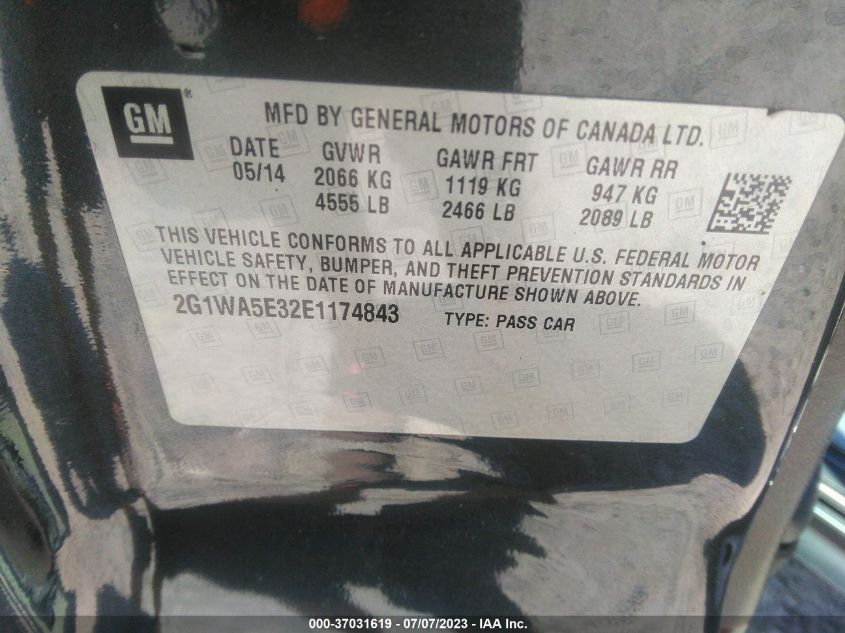 GM ® MFD BY GENERAL MOTORS OF CANADA LTD.
DATE GVWR GAWR FRT GAWR RR
05/14 2066 KG 1119 KG 947 KG
4555 LB 2466 LB 2089 LB
THIS VEHICLE CONFORMS TO ALL APPLICABLE U.S. FEDERAL MOTOR
VEHICLE SAFETY, BUMPER, AND THEFT PREVENTION STANDARDS IN
EFFECT ON THE DATE OF MANUFACTURE SHOWN ABOVE.
2G1WA5E32E1174843 TYPE: PASS CAR
000-37031619 - 07/07/2023 - IAA Inc.